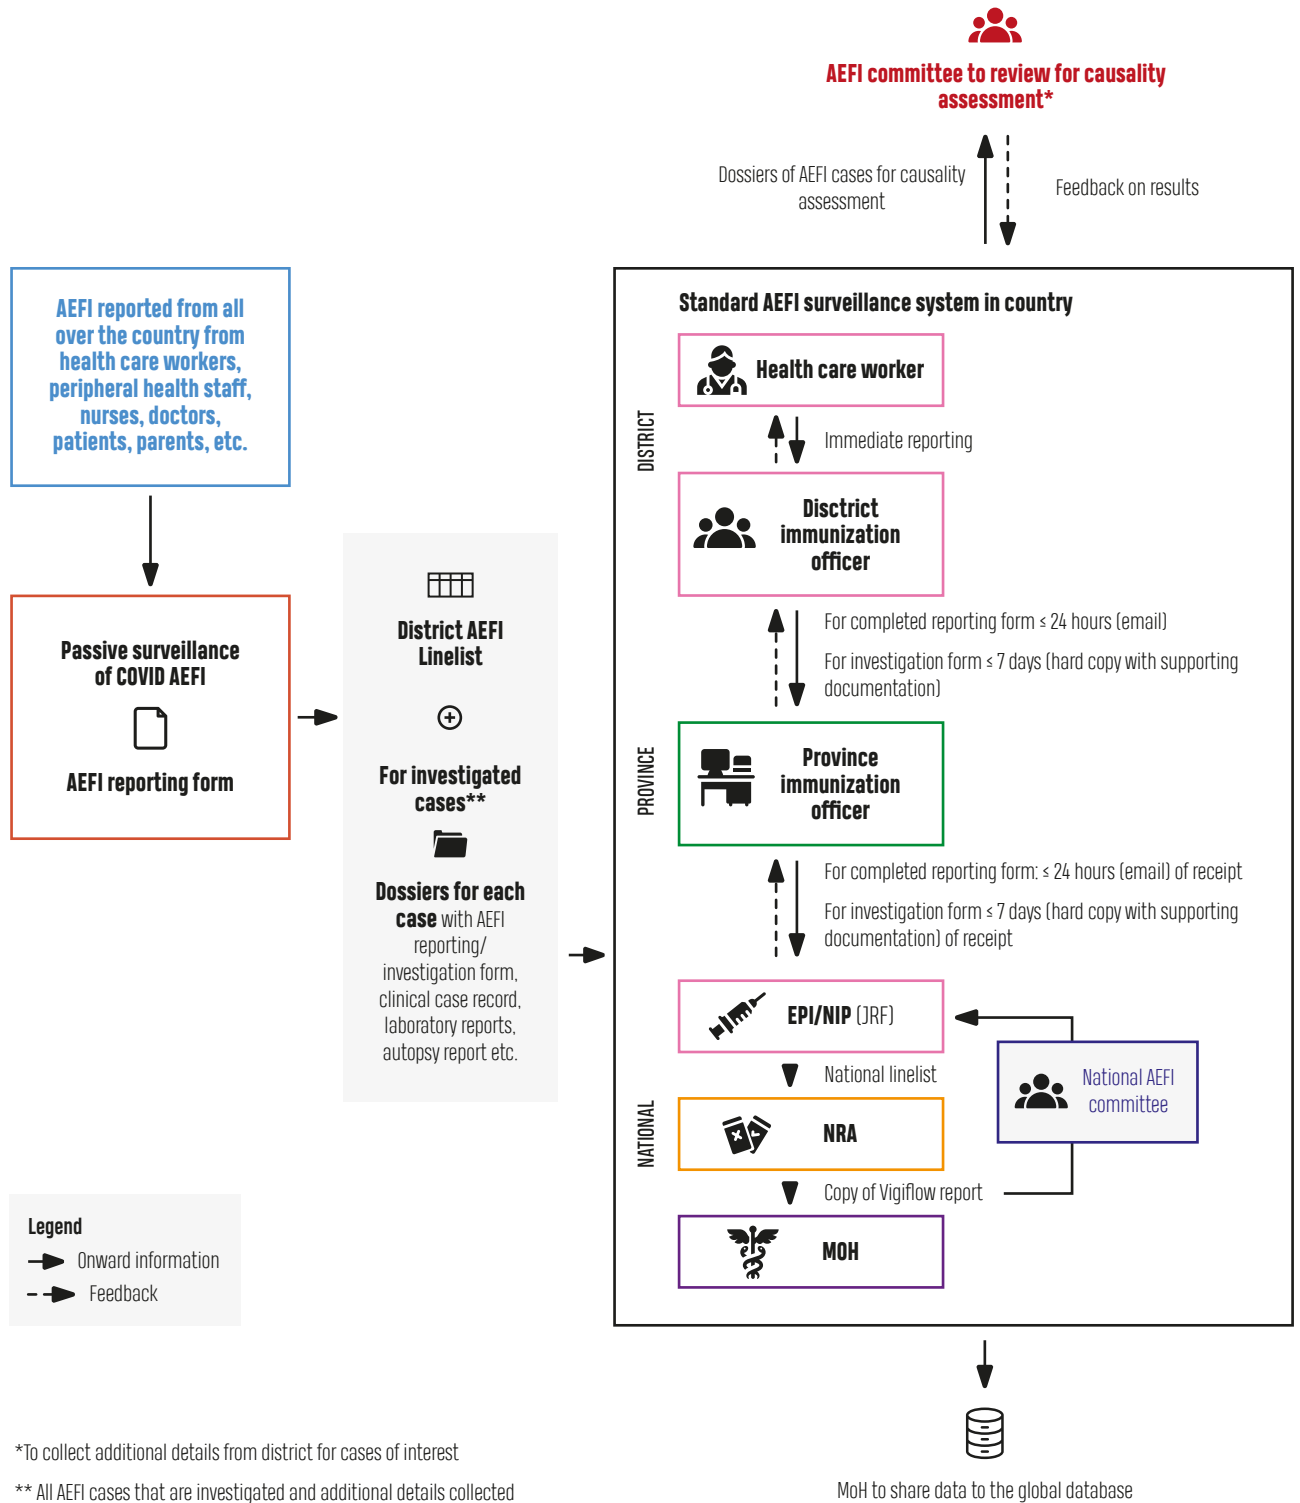 AEFI committee to review for causality
assessment*
Dossiers of AEFI cases for causality
assessment
Feedback on results
AEFI reported from all
over the country from
health care workers,
peripheral health staff,
nurses, doctors,
patients, parents, etc.
Passive surveillance
of COVID AEFI
AEFI reporting form
District AEFI
Linelist
For investigated
cases**
Dossiers for each
case with AEFI
reporting/
investigation form,
clinical case record,
laboratory reports,
autopsy report etc.
Standard AEFI surveillance system in country
DISTRICT
Health care worker
Immediate reporting
Disctrict
immunization
officer
For completed reporting form ≤ 24 hours (email)
For investigation form ≤ 7 days (hard copy with supporting
documentation)
PROVINCE
Province
immunization
officer
For completed reporting form: ≤ 24 hours (email) of receipt
For investigation form ≤ 7 days (hard copy with supporting
documentation) of receipt
NATIONAL
EPI/NIP (JRF)
National linelist
National AEFI
committee
NRA
Copy of Vigiflow report
MOH
Legend
Onward information
Feedback
*To collect additional details from district for cases of interest
** All AEFI cases that are investigated and additional details collected
MoH to share data to the global database